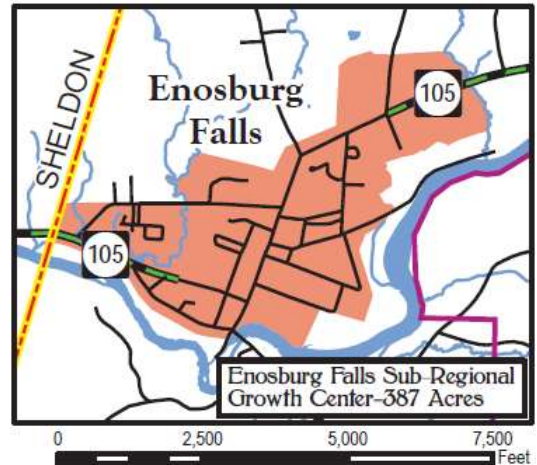 SHELDON
Enosburg
Falls
105
105
Enosburg Falls Sub-Regional
Growth Center-387 Acres
0 2,500 5,000 7,500
Feet